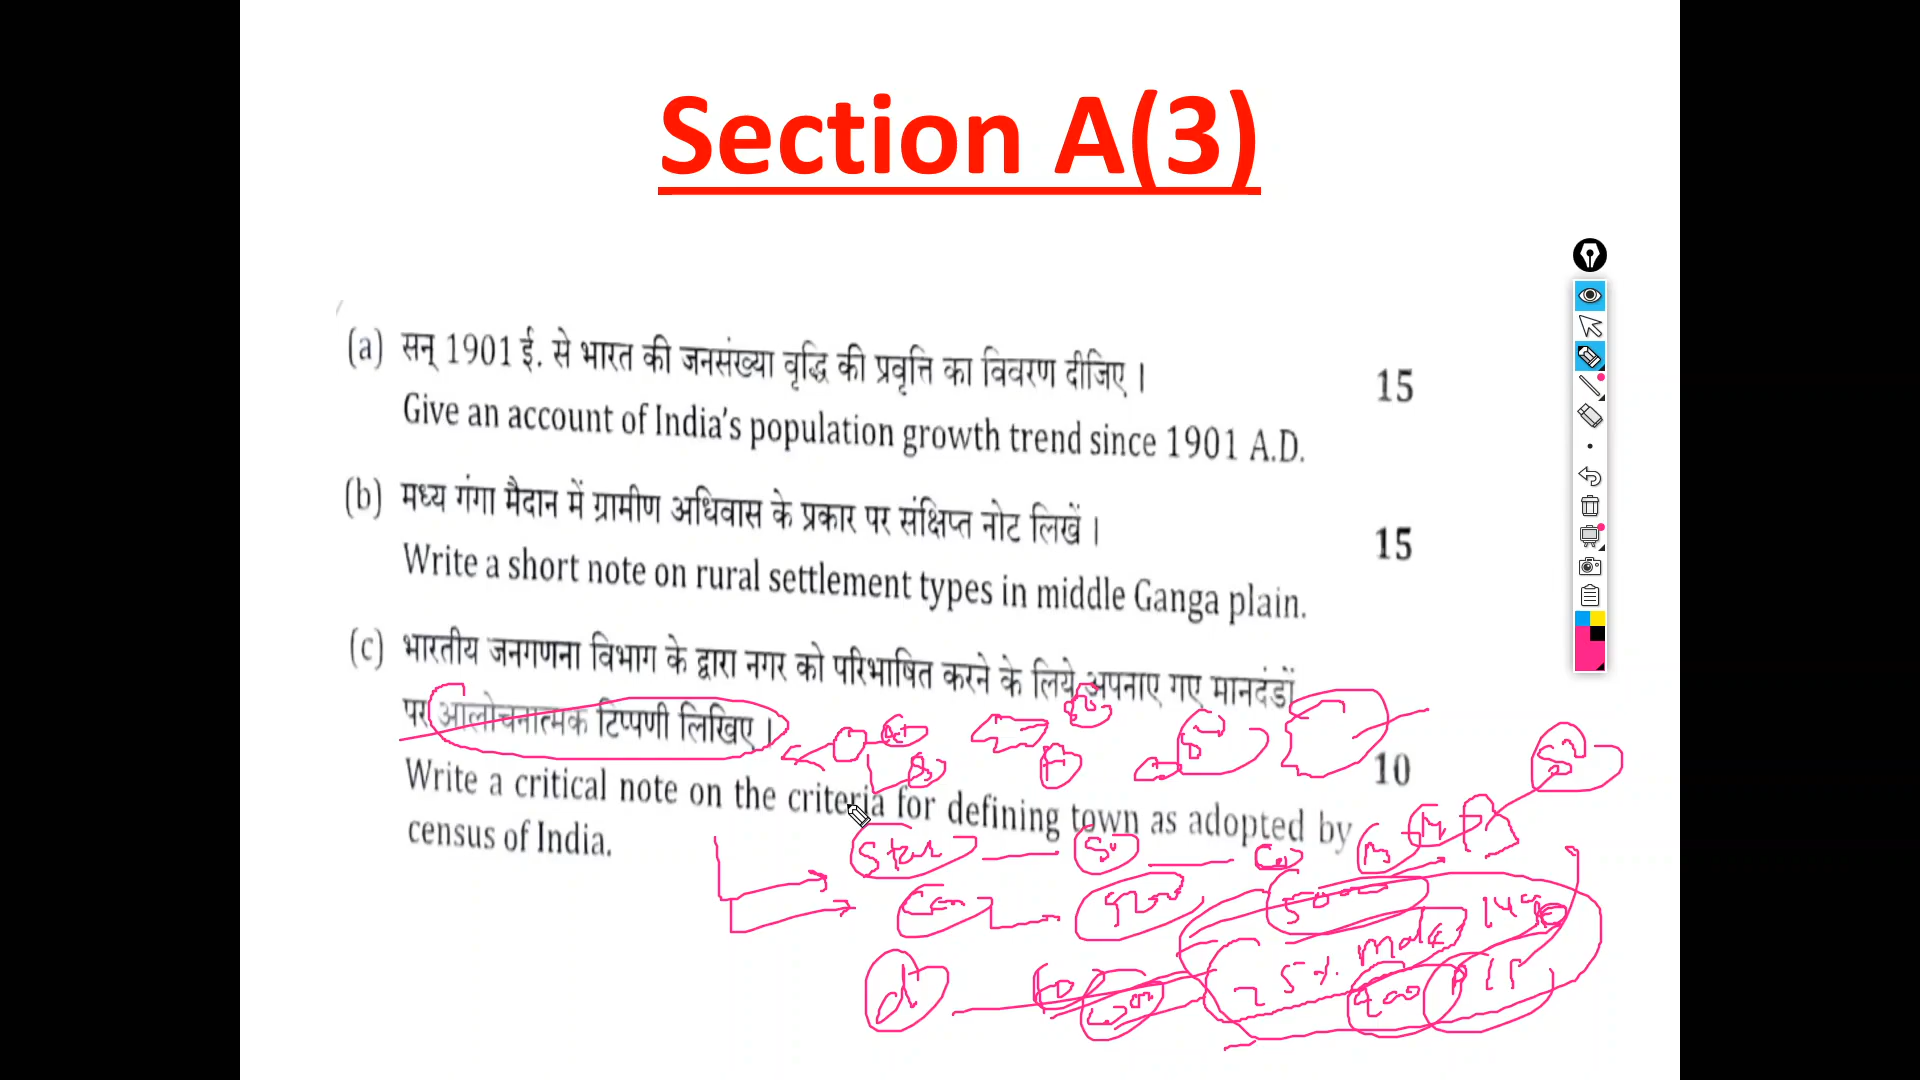 Section A(3)
(a) सन् 1901 ई. से भारत की जनसंख्या वृद्धि की प्रवृत्ति का विवरण दीजिए । 15
Give an account of India's population growth trend since 1901 A.D.
(b) मध्य गंगा मैदान में ग्रामीण अधिवास के प्रकार पर संक्षिप्त नोट लिखें । 15
Write a short note on rural settlement types in middle Ganga plain.
(c) भारतीय जनगणना विभाग के द्वारा नगर को परिभाषित करने के लिये अपनाए गए मानदंडों
पर आलोचनात्मक टिप्पणी लिखिए । 10
Write a critical note on the criteria for defining town as adopted by
census of India.
male
75%
400